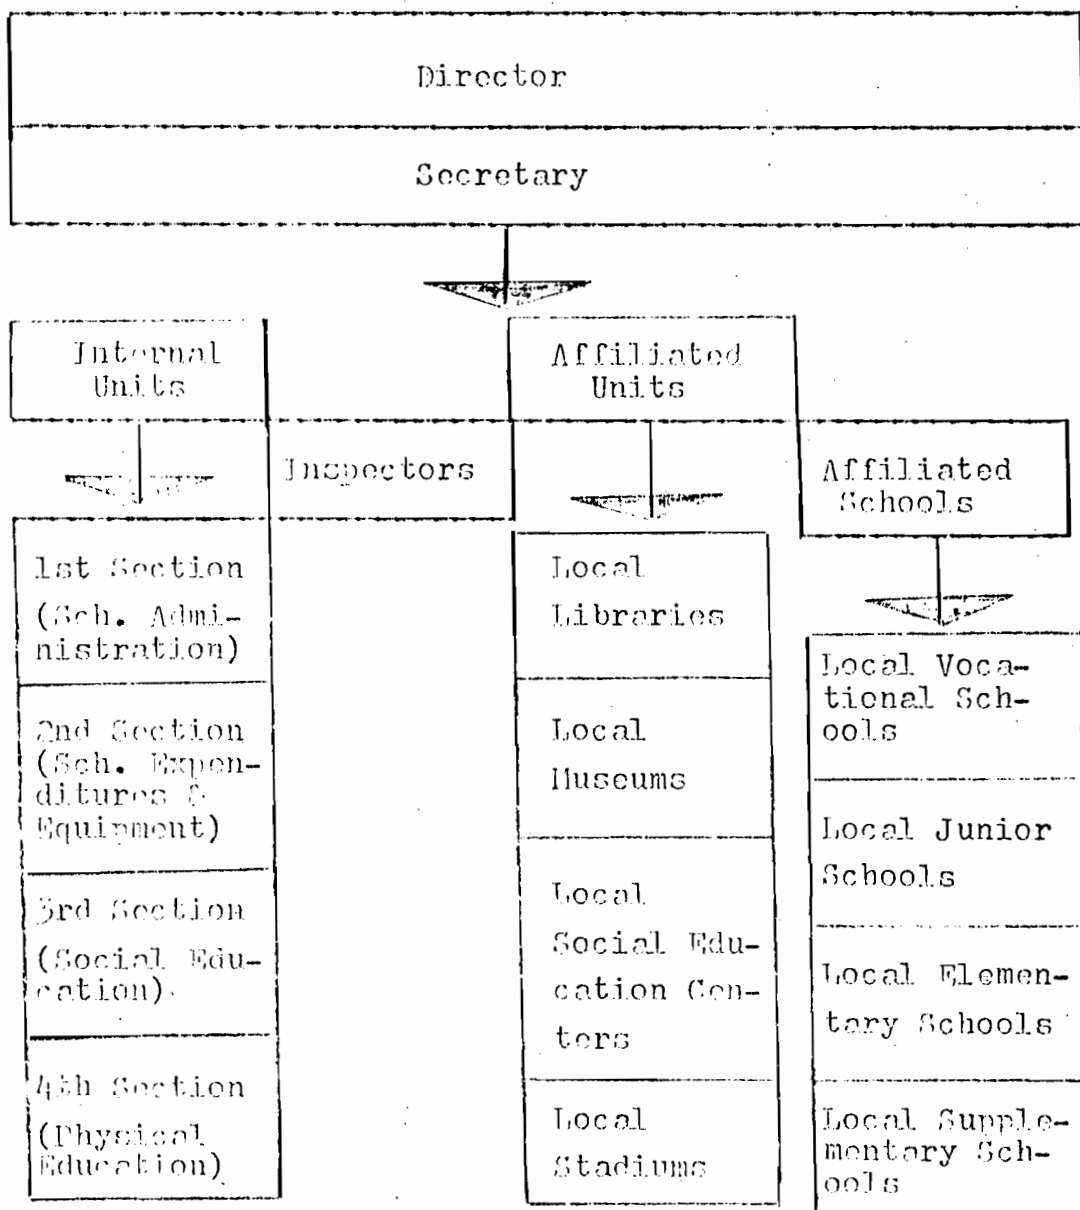 Director
Secretary
Internal
Units
Inspectors
Affiliated
Units
Affiliated
Schools
1st Section
(Sch. Admi-
nistration)
2nd Section
(Sch. Expen-
ditures &
Equipment)
3rd Section
(Social Edu-
cation).
4th Section
(Physical
Education)
Local
Libraries
Local
Museums
Local
Social Edu-
cation Cen-
ters
Local
Stadiums
Local Voca-
tional Sch-
ools
Local Junior
Schools
Local Elemen-
tary Schools
Local Supple-
mentary Sch-
ools